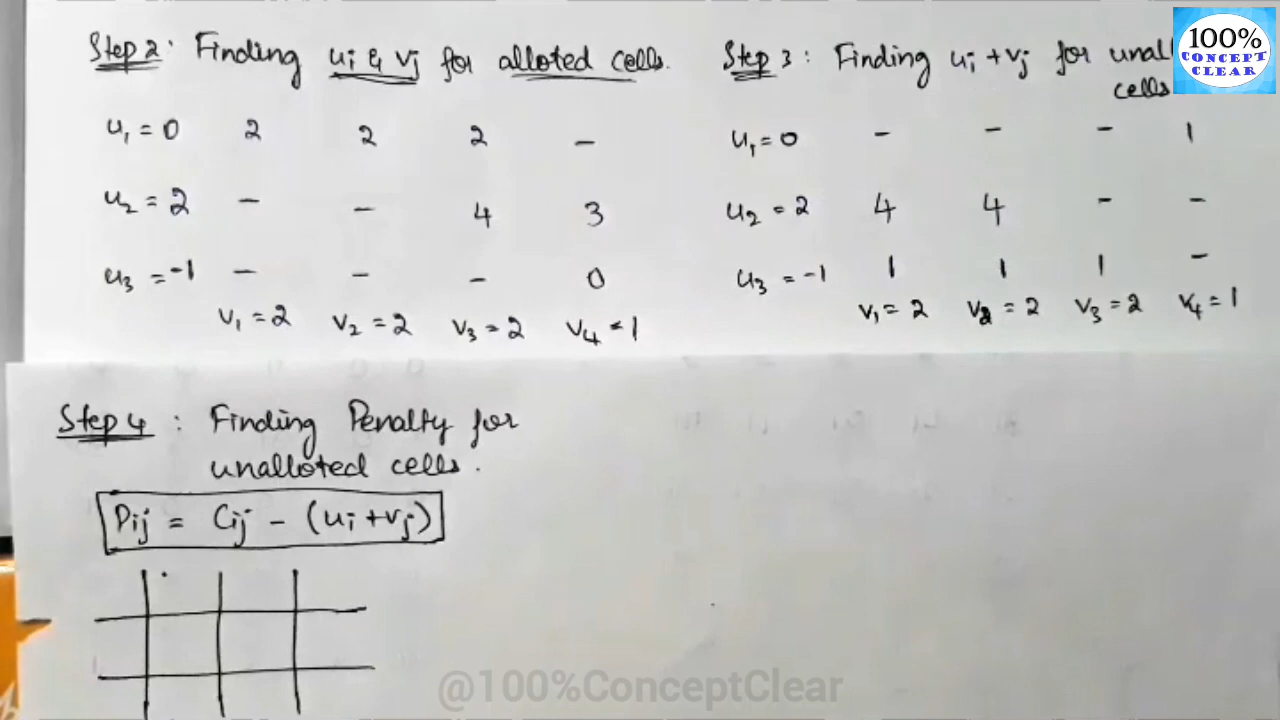 Step 2: Finding ui & vj for alloted cells.
u1 = 0 2 2 2 -
u2 = 2 - - 4 3
u3 = -1 - - - 0
v1 = 2 v2 = 2 v3 = 2 v4 = 1
Step 3: Finding ui + vj for unall
cells
u1 = 0 - - - 1
u2 = 2 4 4 - -
u3 = -1 1 1 1 -
v1 = 2 v2 = 2 v3 = 2 v4 = 1
100%
CONCEPT
CLEAR
Step 4 : Finding Penalty for
unalloted cells.
Pij = Cij - (ui + vj)
@100%ConceptClear